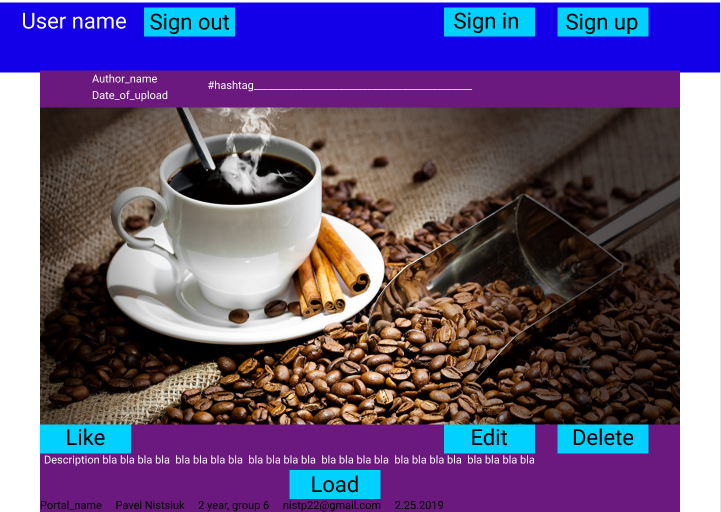 User name Sign out Sign in Sign up
Author_name
#hashtag________________________________________
Date_of_upload
Like Edit Delete
Description bla bla bla bla bla bla bla bla bla bla bla bla bla bla bla bla bla bla bla bla bla bla bla bla
Load
Portal_name Pavel Nistsiuk 2 year, group 6 nistp22@gmail.com 2.25.2019